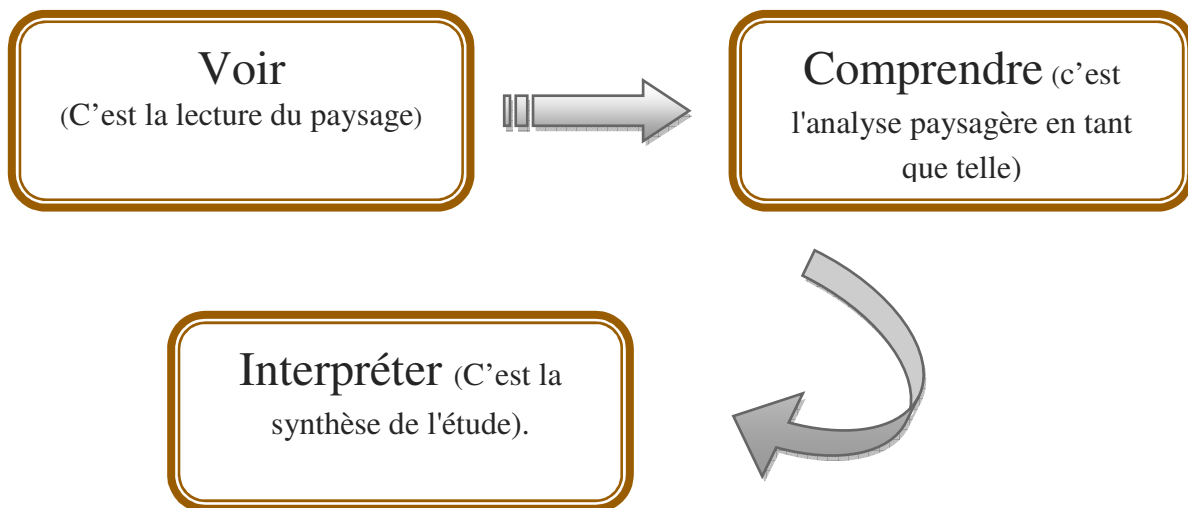 Voir
(C’est la lecture du paysage)
Comprendre (c’est
l'analyse paysagère en tant
que telle)
Interpréter (C’est la
synthèse de l'étude).